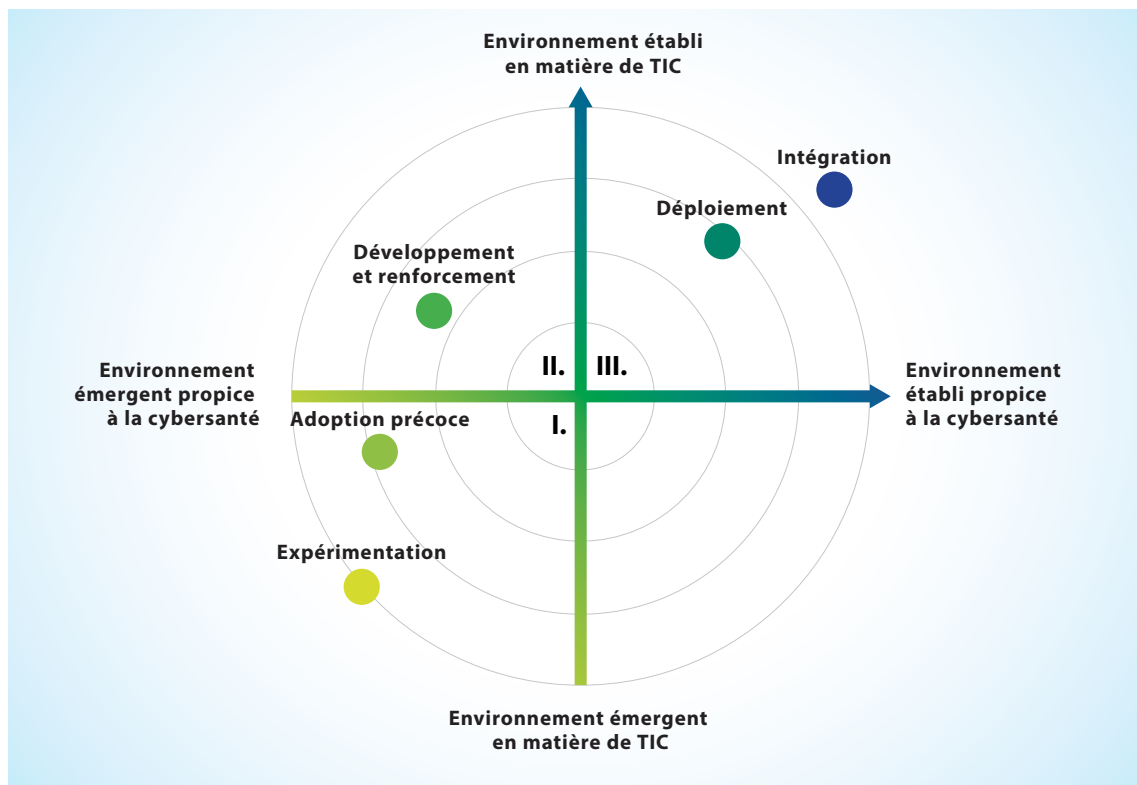 Environnement établi
en matière de TIC
Intégration
Déploiement
Développement
et renforcement
II.
III.
Environnement
émergent propice
à la cybersanté
Environnement
établi propice
à la cybersanté
Adoption précoce
I.
Expérimentation
Environnement émergent
en matière de TIC